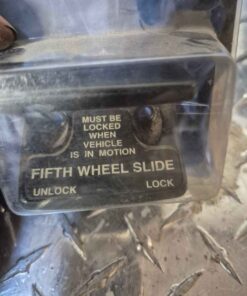 MUST BE
LOCKED
WHEN
VEHICLE
IS IN MOTION
FIFTH WHEEL SLIDE
UNLOCK LOCK